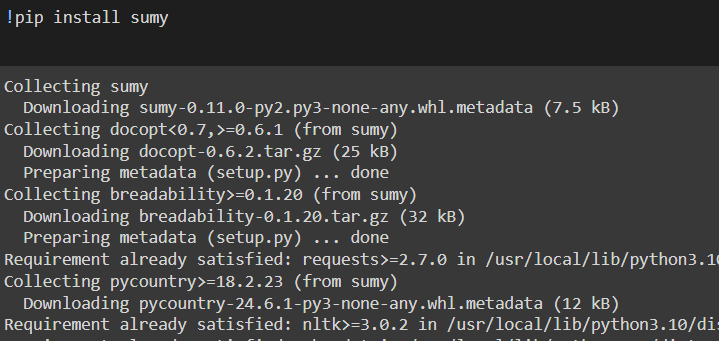 !pip install sumy
Collecting sumy
Downloading sumy-0.11.0-py2.py3-none-any.whl.metadata (7.5 kB)
Collecting docopt<0.7,>=0.6.1 (from sumy)
Downloading docopt-0.6.2.tar.gz (25 kB)
Preparing metadata (setup.py) ... done
Collecting breadability>=0.1.20 (from sumy)
Downloading breadability-0.1.20.tar.gz (32 kB)
Preparing metadata (setup.py) ... done
Requirement already satisfied: requests>=2.7.0 in /usr/local/lib/python3.10
Collecting pycountry>=18.2.23 (from sumy)
Downloading pycountry-24.6.1-py3-none-any.whl.metadata (12 kB)
Requirement already satisfied: nltk>=3.0.2 in /usr/local/lib/python3.10/dis